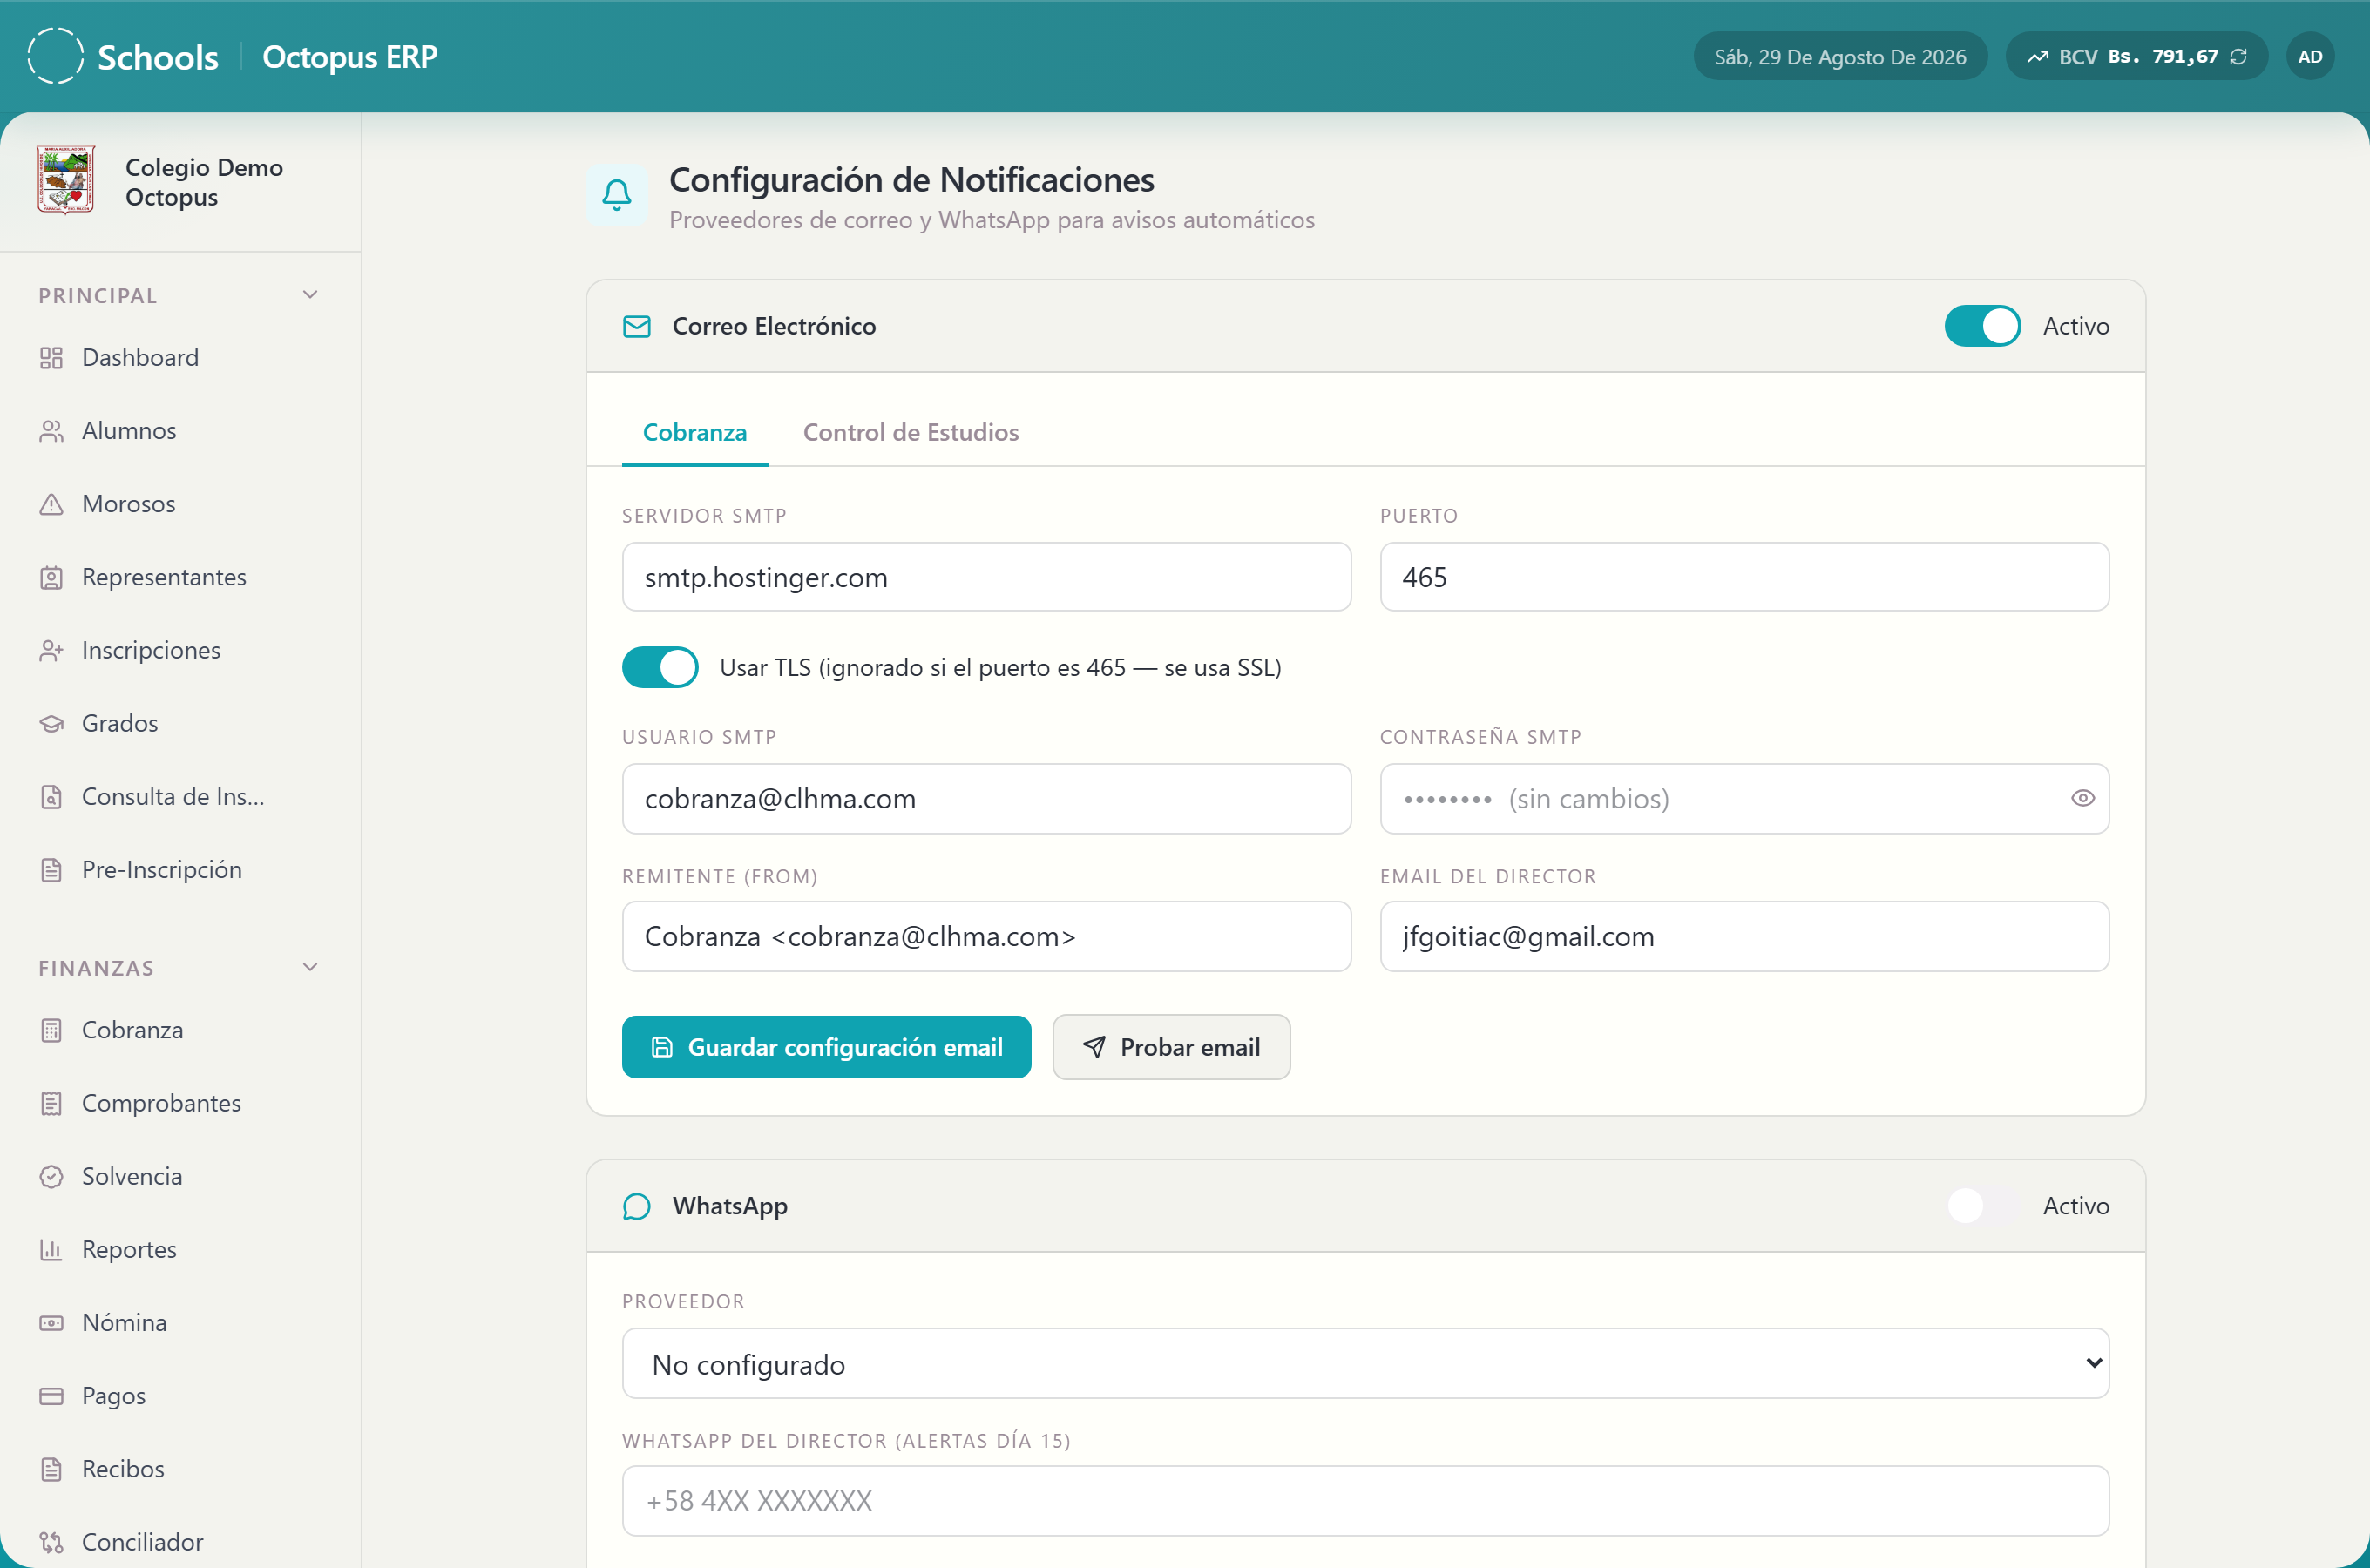 Schools
Octopus ERP
Sáb, 29 De Agosto De 2026
BCV Bs. 791,67
AD
Colegio Demo
Octopus
PRINCIPAL
Dashboard
Alumnos
Morosos
Representantes
Inscripciones
Grados
Consulta de Ins...
Pre-Inscripción
FINANZAS
Cobranza
Comprobantes
Solvencia
Reportes
Nómina
Pagos
Recibos
Conciliador
Configuración de Notificaciones
Proveedores de correo y WhatsApp para avisos automáticos
Correo Electrónico
Activo
Cobranza
Control de Estudios
SERVIDOR SMTP
smtp.hostinger.com
PUERTO
465
Usar TLS (ignorado si el puerto es 465 — se usa SSL)
USUARIO SMTP
cobranza@clhma.com
CONTRASEÑA SMTP
•••••••• (sin cambios)
REMITENTE (FROM)
Cobranza <cobranza@clhma.com>
EMAIL DEL DIRECTOR
jfgoitiac@gmail.com
Guardar configuración email
Probar email
WhatsApp
Activo
PROVEEDOR
No configurado
WHATSAPP DEL DIRECTOR (ALERTAS DÍA 15)
+58 4XX XXXXXXX